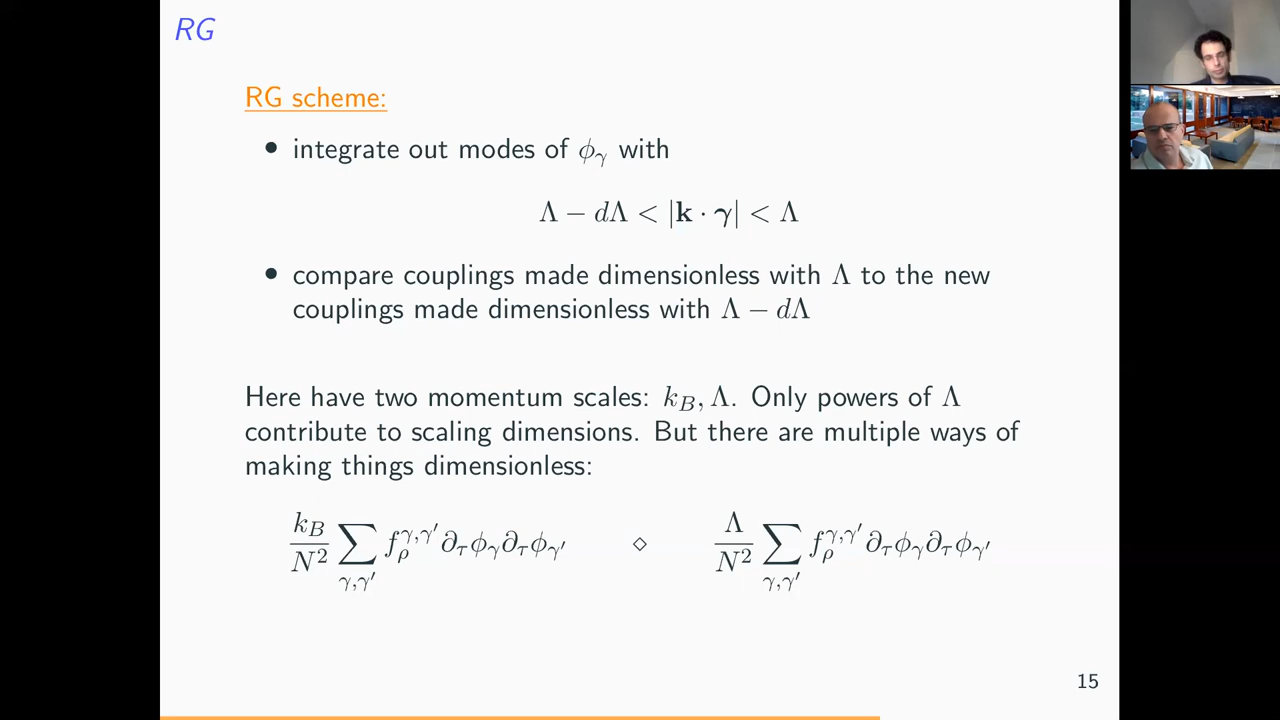 RG
RG scheme:
• integrate out modes of ϕ_γ with
Λ − dΛ < |k · γ| < Λ
• compare couplings made dimensionless with Λ to the new
couplings made dimensionless with Λ − dΛ
Here have two momentum scales: k_B, Λ. Only powers of Λ
contribute to scaling dimensions. But there are multiple ways of
making things dimensionless:
k_B/N² ∑_{γ,γ′} f_ρ^{γ,γ′} ∂_τϕ_γ∂_τϕ_{γ′} ⋄ Λ/N² ∑_{γ,γ′} f_ρ^{γ,γ′} ∂_τϕ_γ∂_τϕ_{γ′}
15